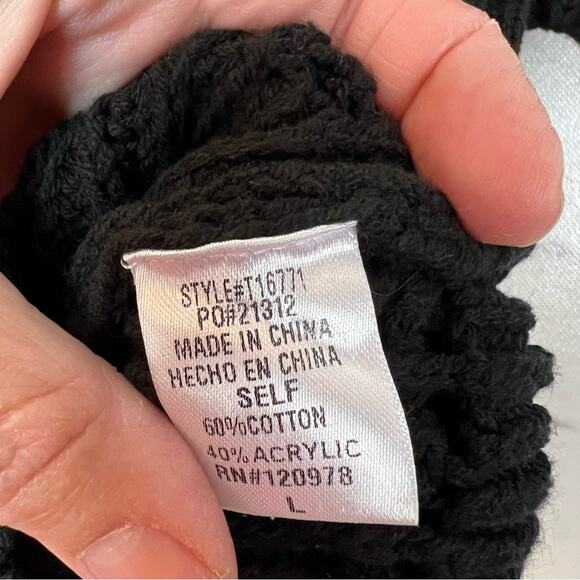 STYLE#T16771
PO#21312
MADE IN CHINA
HECHO EN CHINA
SELF
60%COTTON
40%ACRYLIC
RN#120978
L